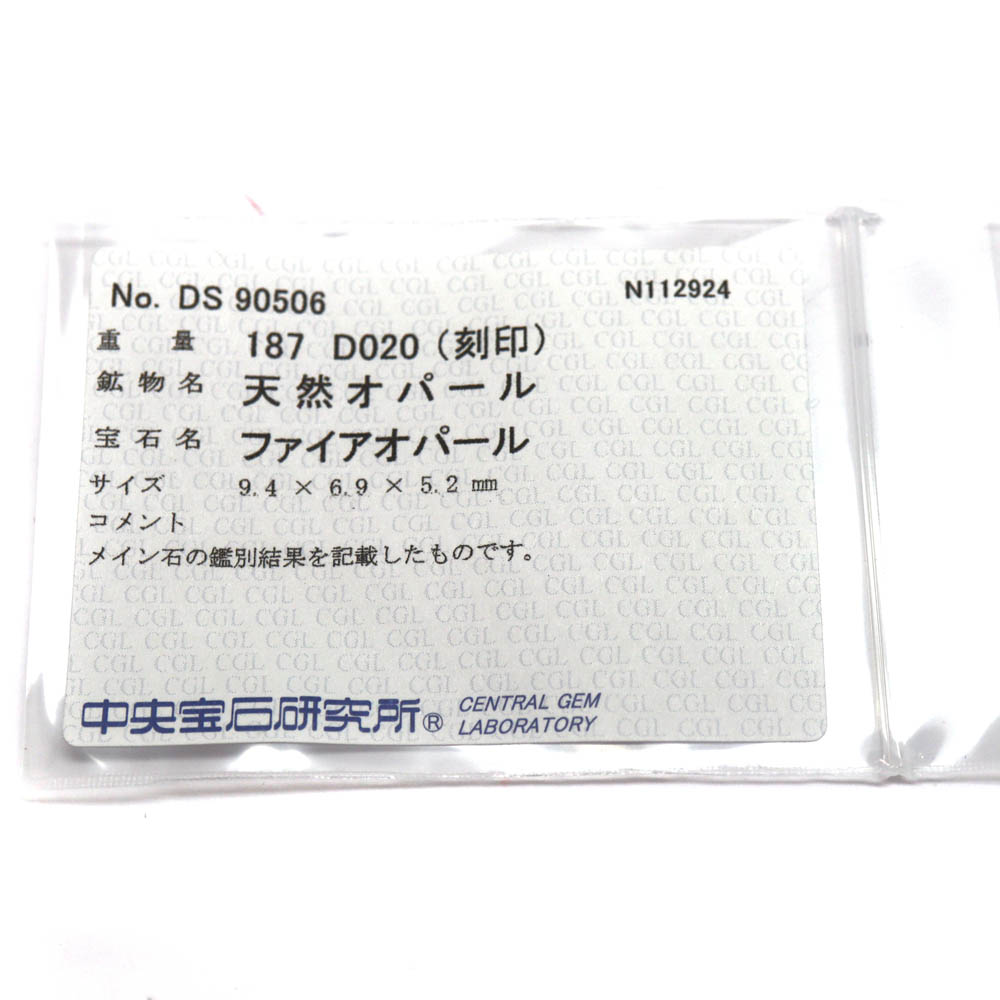 No. DS 90506
N112924
重量 187 D020 (刻印)
鉱物名 天然オパール
宝石名 ファイアオパール
サイズ 9.4 × 6.9 × 5.2 mm
コメント
メイン石の鑑別結果を記載したものです。
中央宝石研究所® CENTRAL GEM
LABORATORY